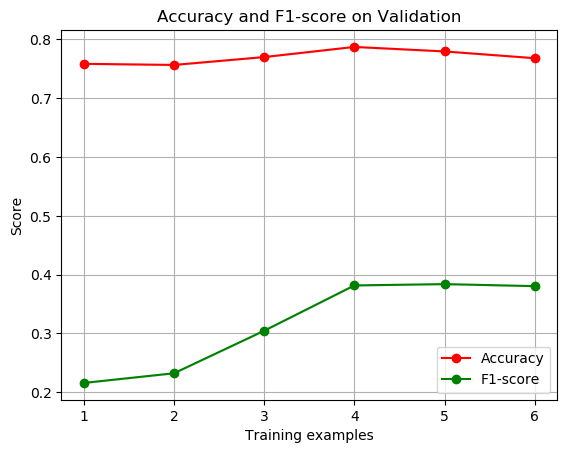 Accuracy and F1-score on Validation
0.8
0.7
0.6
0.5
0.4
0.3
0.2
Score
Accuracy
F1-score
1 2 3 4 5 6
Training examples